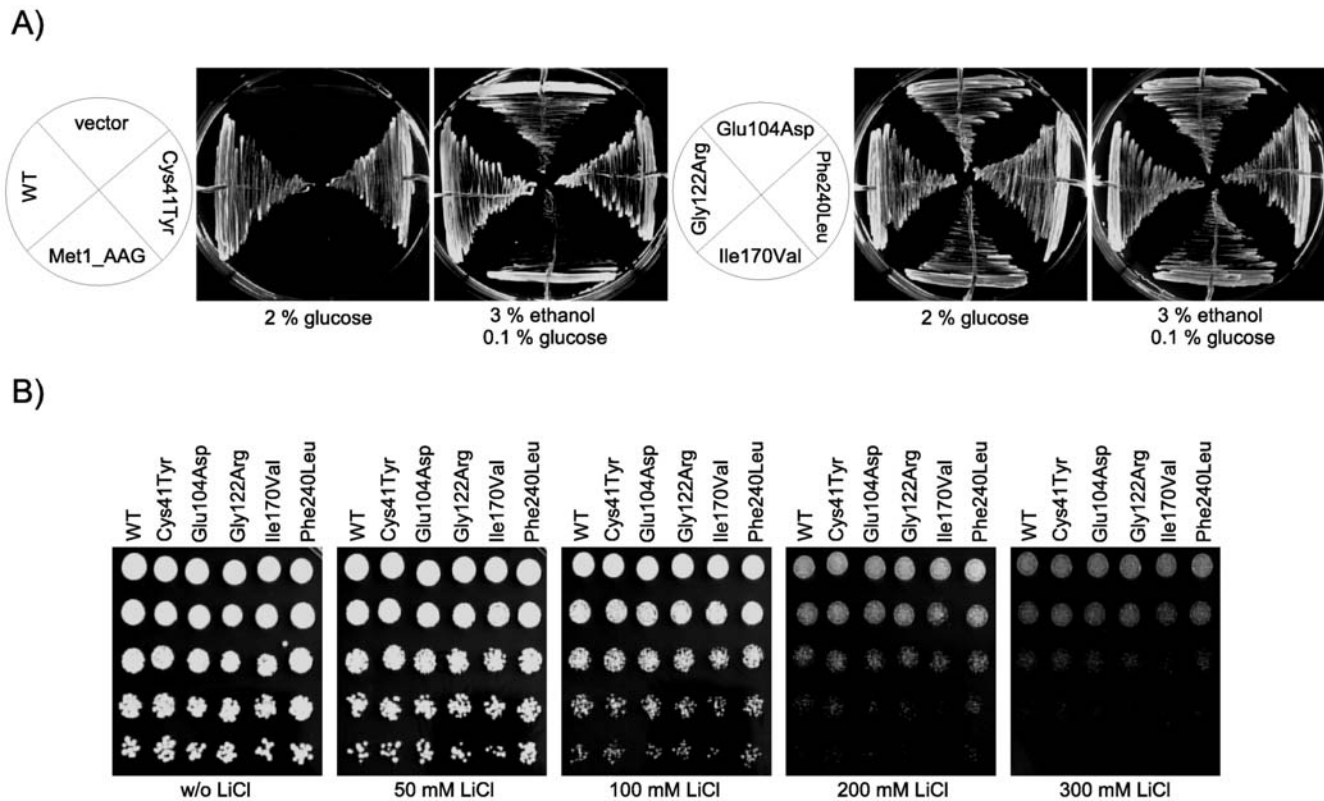 A)
vector
WT
Cys41Tyr
Met1_AAG
2 % glucose
3 % ethanol
0.1 % glucose
Glu104Asp
Gly122Arg
Phe240Leu
Ile170Val
2 % glucose
3 % ethanol
0.1 % glucose
B)
WT
Cys41Tyr
Glu104Asp
Gly122Arg
Ile170Val
Phe240Leu
WT
Cys41Tyr
Glu104Asp
Gly122Arg
Ile170Val
Phe240Leu
WT
Cys41Tyr
Glu104Asp
Gly122Arg
Ile170Val
Phe240Leu
WT
Cys41Tyr
Glu104Asp
Gly122Arg
Ile170Val
Phe240Leu
WT
Cys41Tyr
Glu104Asp
Gly122Arg
Ile170Val
Phe240Leu
w/o LiCl
50 mM LiCl
100 mM LiCl
200 mM LiCl
300 mM LiCl